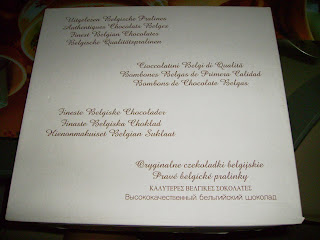 Uitgelezen Belgische Pralines
Authentiques Chocolats Belges
Finest Belgian Chocolates
Belgische Qualitätspralinen
Cioccolatini Belgi di Qualità
Bombones Belgas de Primera Calidad
Bombons de Chocolate Belgas
Fineste Belgiske Chocolader
Finaste Belgiska Choklad
Hienonmakuiset Belgian Suklaat
Oryginalne czekoladki belgijskie
Pravé belgické pralinky
ΚΑΛΥΤΕΡΕΣ ΒΕΛΓΙΚΕΣ ΣΟΚΟΛΑΤΕΣ
Высококачественный бельгийский шоколад